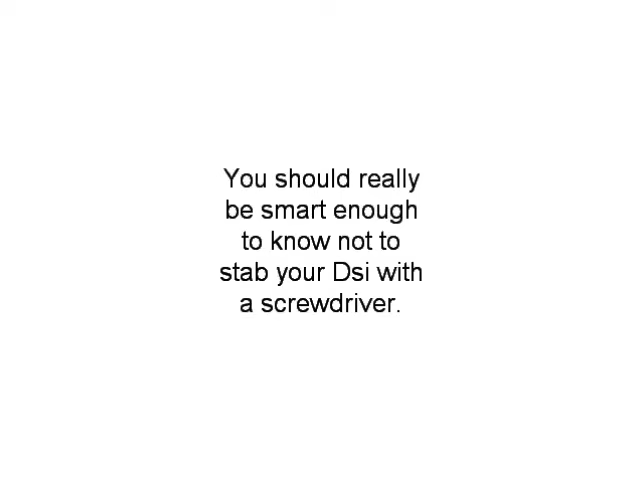 You should really
be smart enough
to know not to
stab your Dsi with
a screwdriver.